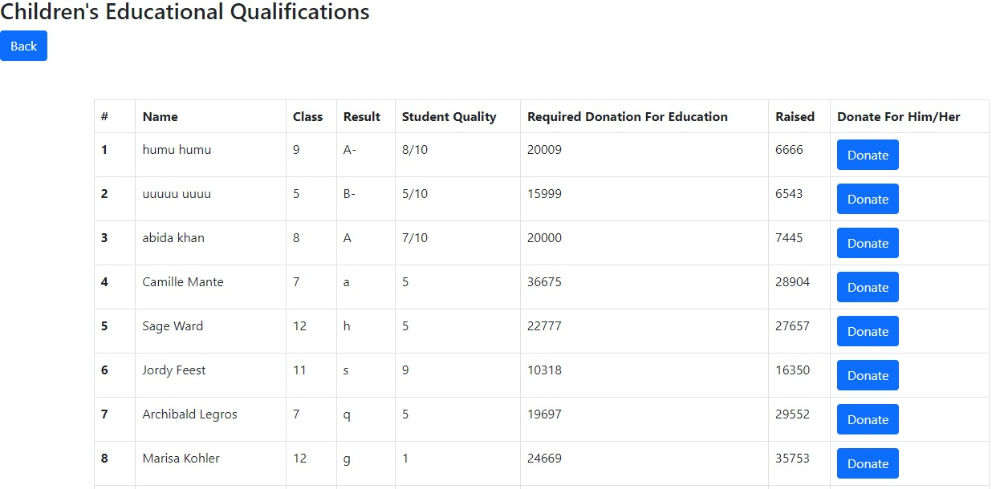 Children's Educational Qualifications
Back
# Name Class Result Student Quality Required Donation For Education Raised Donate For Him/Her
1 humu humu 9 A- 8/10 20009 6666 Donate
2 uuuuu uuuu 5 B- 5/10 15999 6543 Donate
3 abida khan 8 A 7/10 20000 7445 Donate
4 Camille Mante 7 a 5 36675 28904 Donate
5 Sage Ward 12 h 5 22777 27657 Donate
6 Jordy Feest 11 s 9 10318 16350 Donate
7 Archibald Legros 7 q 5 19697 29552 Donate
8 Marisa Kohler 12 g 1 24669 35753 Donate